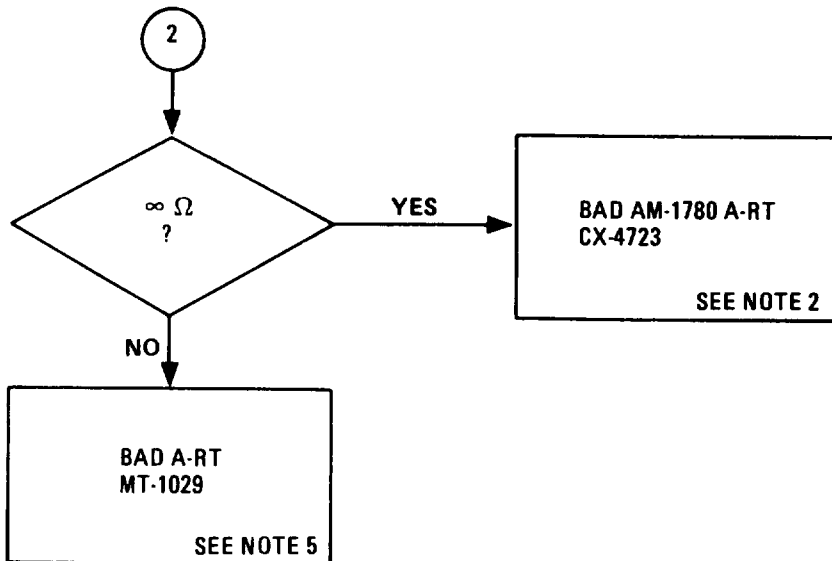 2
∞ Ω
?
YES
BAD AM-1780 A-RT
CX-4723
SEE NOTE 2
NO
BAD A-RT
MT-1029
SEE NOTE 5